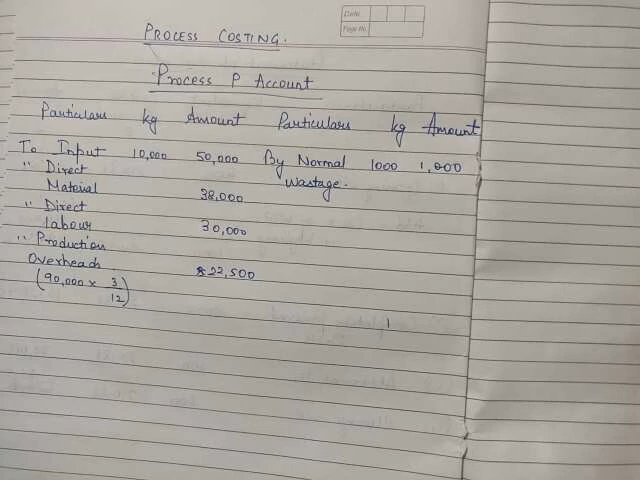 Date
Page No.
PROCESS COSTING.
Process P Account
Particulars kg Amount Particulars kg Amount
To Input 10,000 50,000 By Normal 1000 1,000
" Direct Wastage.
Material 38,000
" Direct
Labour 30,000
" Production
Overheads 22,500
(90,000 × 3/12)